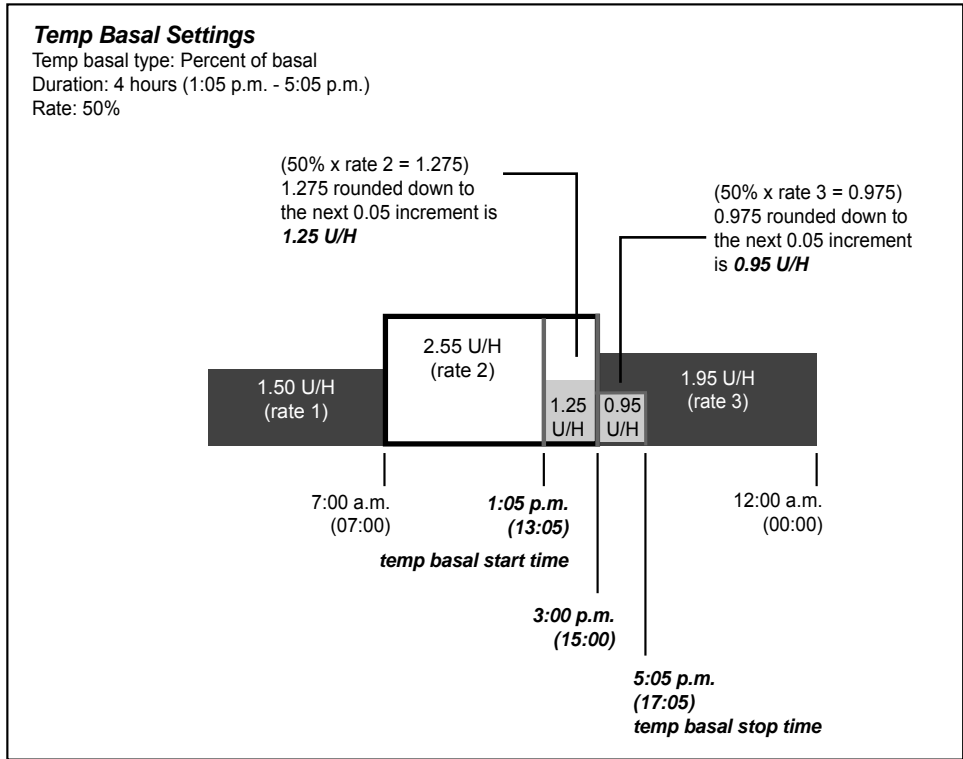 Temp Basal Settings
Temp basal type: Percent of basal
Duration: 4 hours (1:05 p.m. - 5:05 p.m.)
Rate: 50%
(50% x rate 2 = 1.275)
1.275 rounded down to
the next 0.05 increment is
1.25 U/H
(50% x rate 3 = 0.975)
0.975 rounded down to
the next 0.05 increment
is 0.95 U/H
1.50 U/H
(rate 1)
2.55 U/H
(rate 2)
1.25
U/H
0.95
U/H
1.95 U/H
(rate 3)
7:00 a.m.
(07:00)
1:05 p.m.
(13:05)
temp basal start time
3:00 p.m.
(15:00)
5:05 p.m.
(17:05)
temp basal stop time
12:00 a.m.
(00:00)